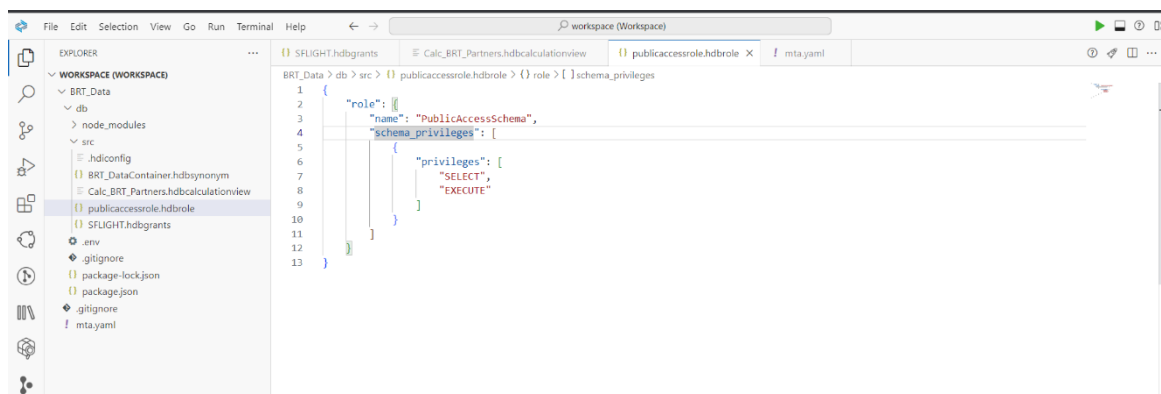 File Edit Selection View Go Run Terminal Help
workspace (Workspace)
EXPLORER
WORKSPACE (WORKSPACE)
BRT_Data
db
node_modules
src
.hdiconfig
BRT_DataContainer.hdbsynonym
Calc_BRT_Partners.hdbcalculationview
publicaccessrole.hdbrole
SFLIGHT.hdbgrants
.env
.gitignore
package-lock.json
package.json
.gitignore
mta.yaml
SFLIGHT.hdbgrants Calc_BRT_Partners.hdbcalculationview publicaccessrole.hdbrole mta.yaml
BRT_Data > db > src > {} publicaccessrole.hdbrole > {} role > [ ] schema_privileges
1 {
2 "role": {
3 "name": "PublicAccessSchema",
4 "schema_privileges": [
5 {
6 "privileges": [
7 "SELECT",
8 "EXECUTE"
9 ]
10 }
11 ]
12 }
13 }